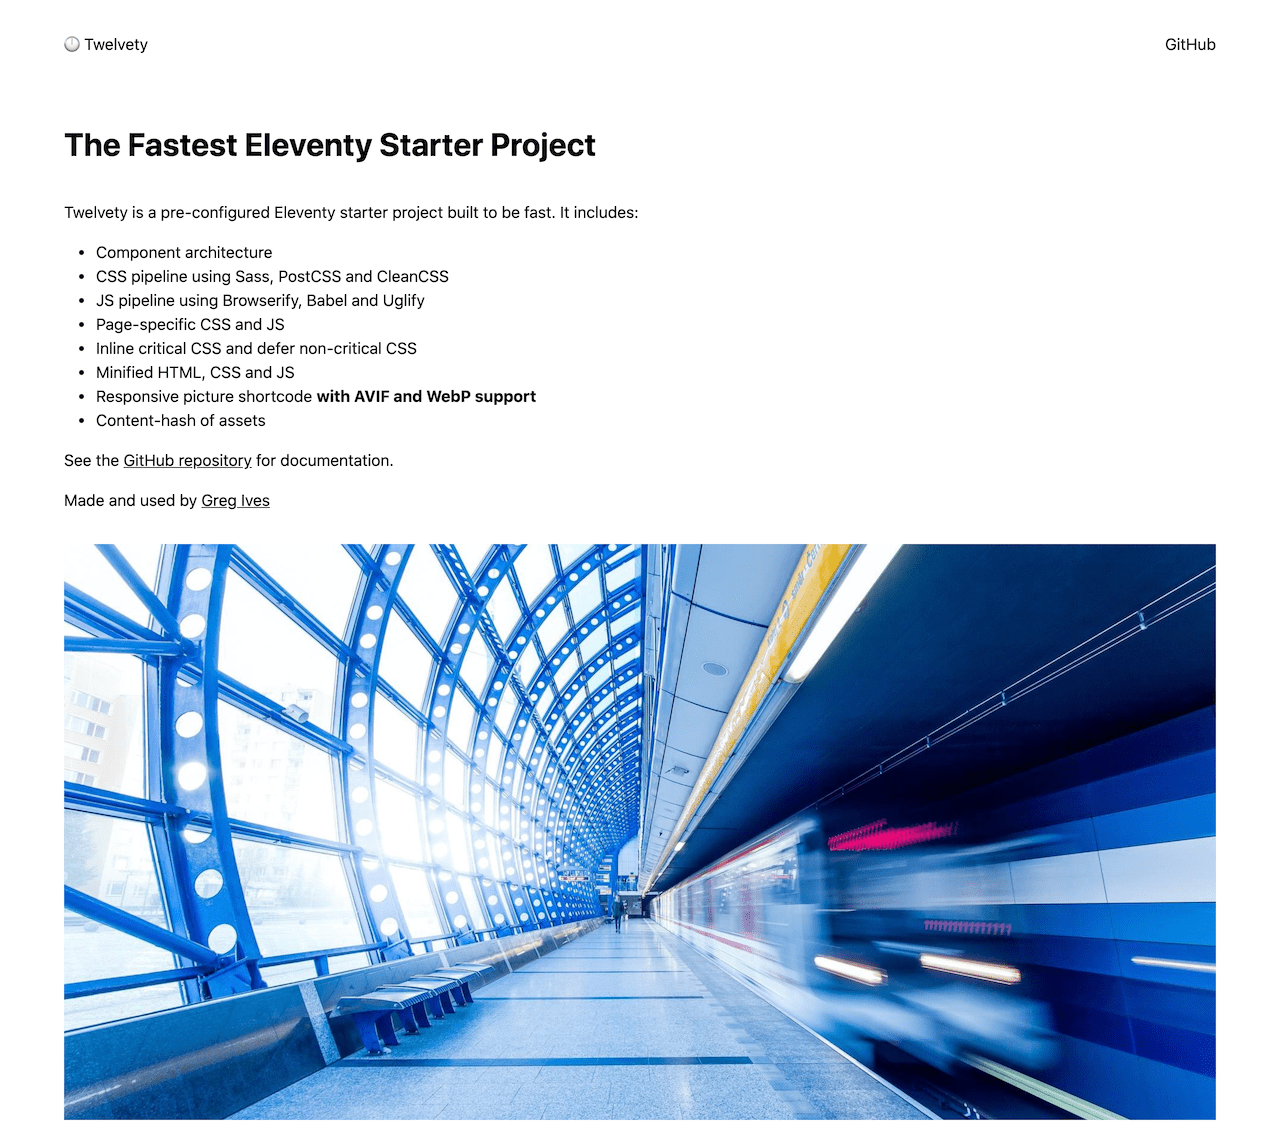 🕛 Twelvety
GitHub
The Fastest Eleventy Starter Project
Twelvety is a pre-configured Eleventy starter project built to be fast. It includes:
• Component architecture
• CSS pipeline using Sass, PostCSS and CleanCSS
• JS pipeline using Browserify, Babel and Uglify
• Page-specific CSS and JS
• Inline critical CSS and defer non-critical CSS
• Minified HTML, CSS and JS
• Responsive picture shortcode with AVIF and WebP support
• Content-hash of assets
See the GitHub repository for documentation.
Made and used by Greg Ives